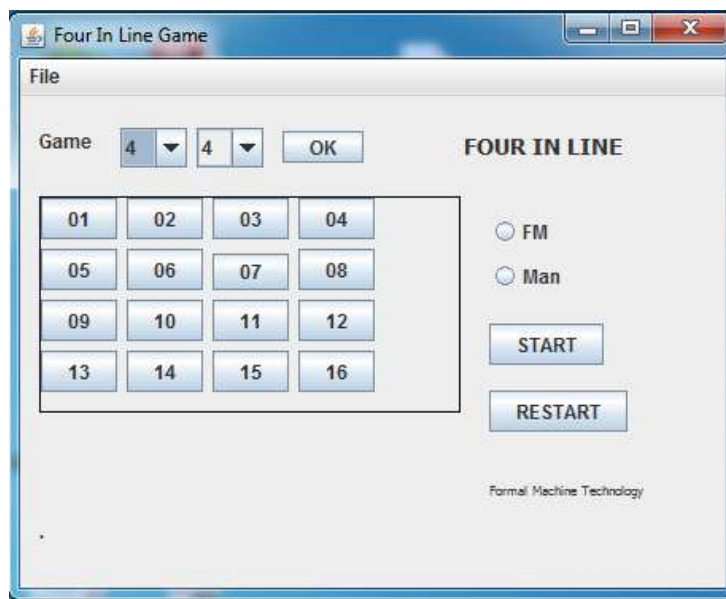 Four In Line Game
File
Game 4 4 OK FOUR IN LINE
01 02 03 04
FM
05 06 07 08
Man
09 10 11 12
START
13 14 15 16
RESTART
Formal Machine Technology
.